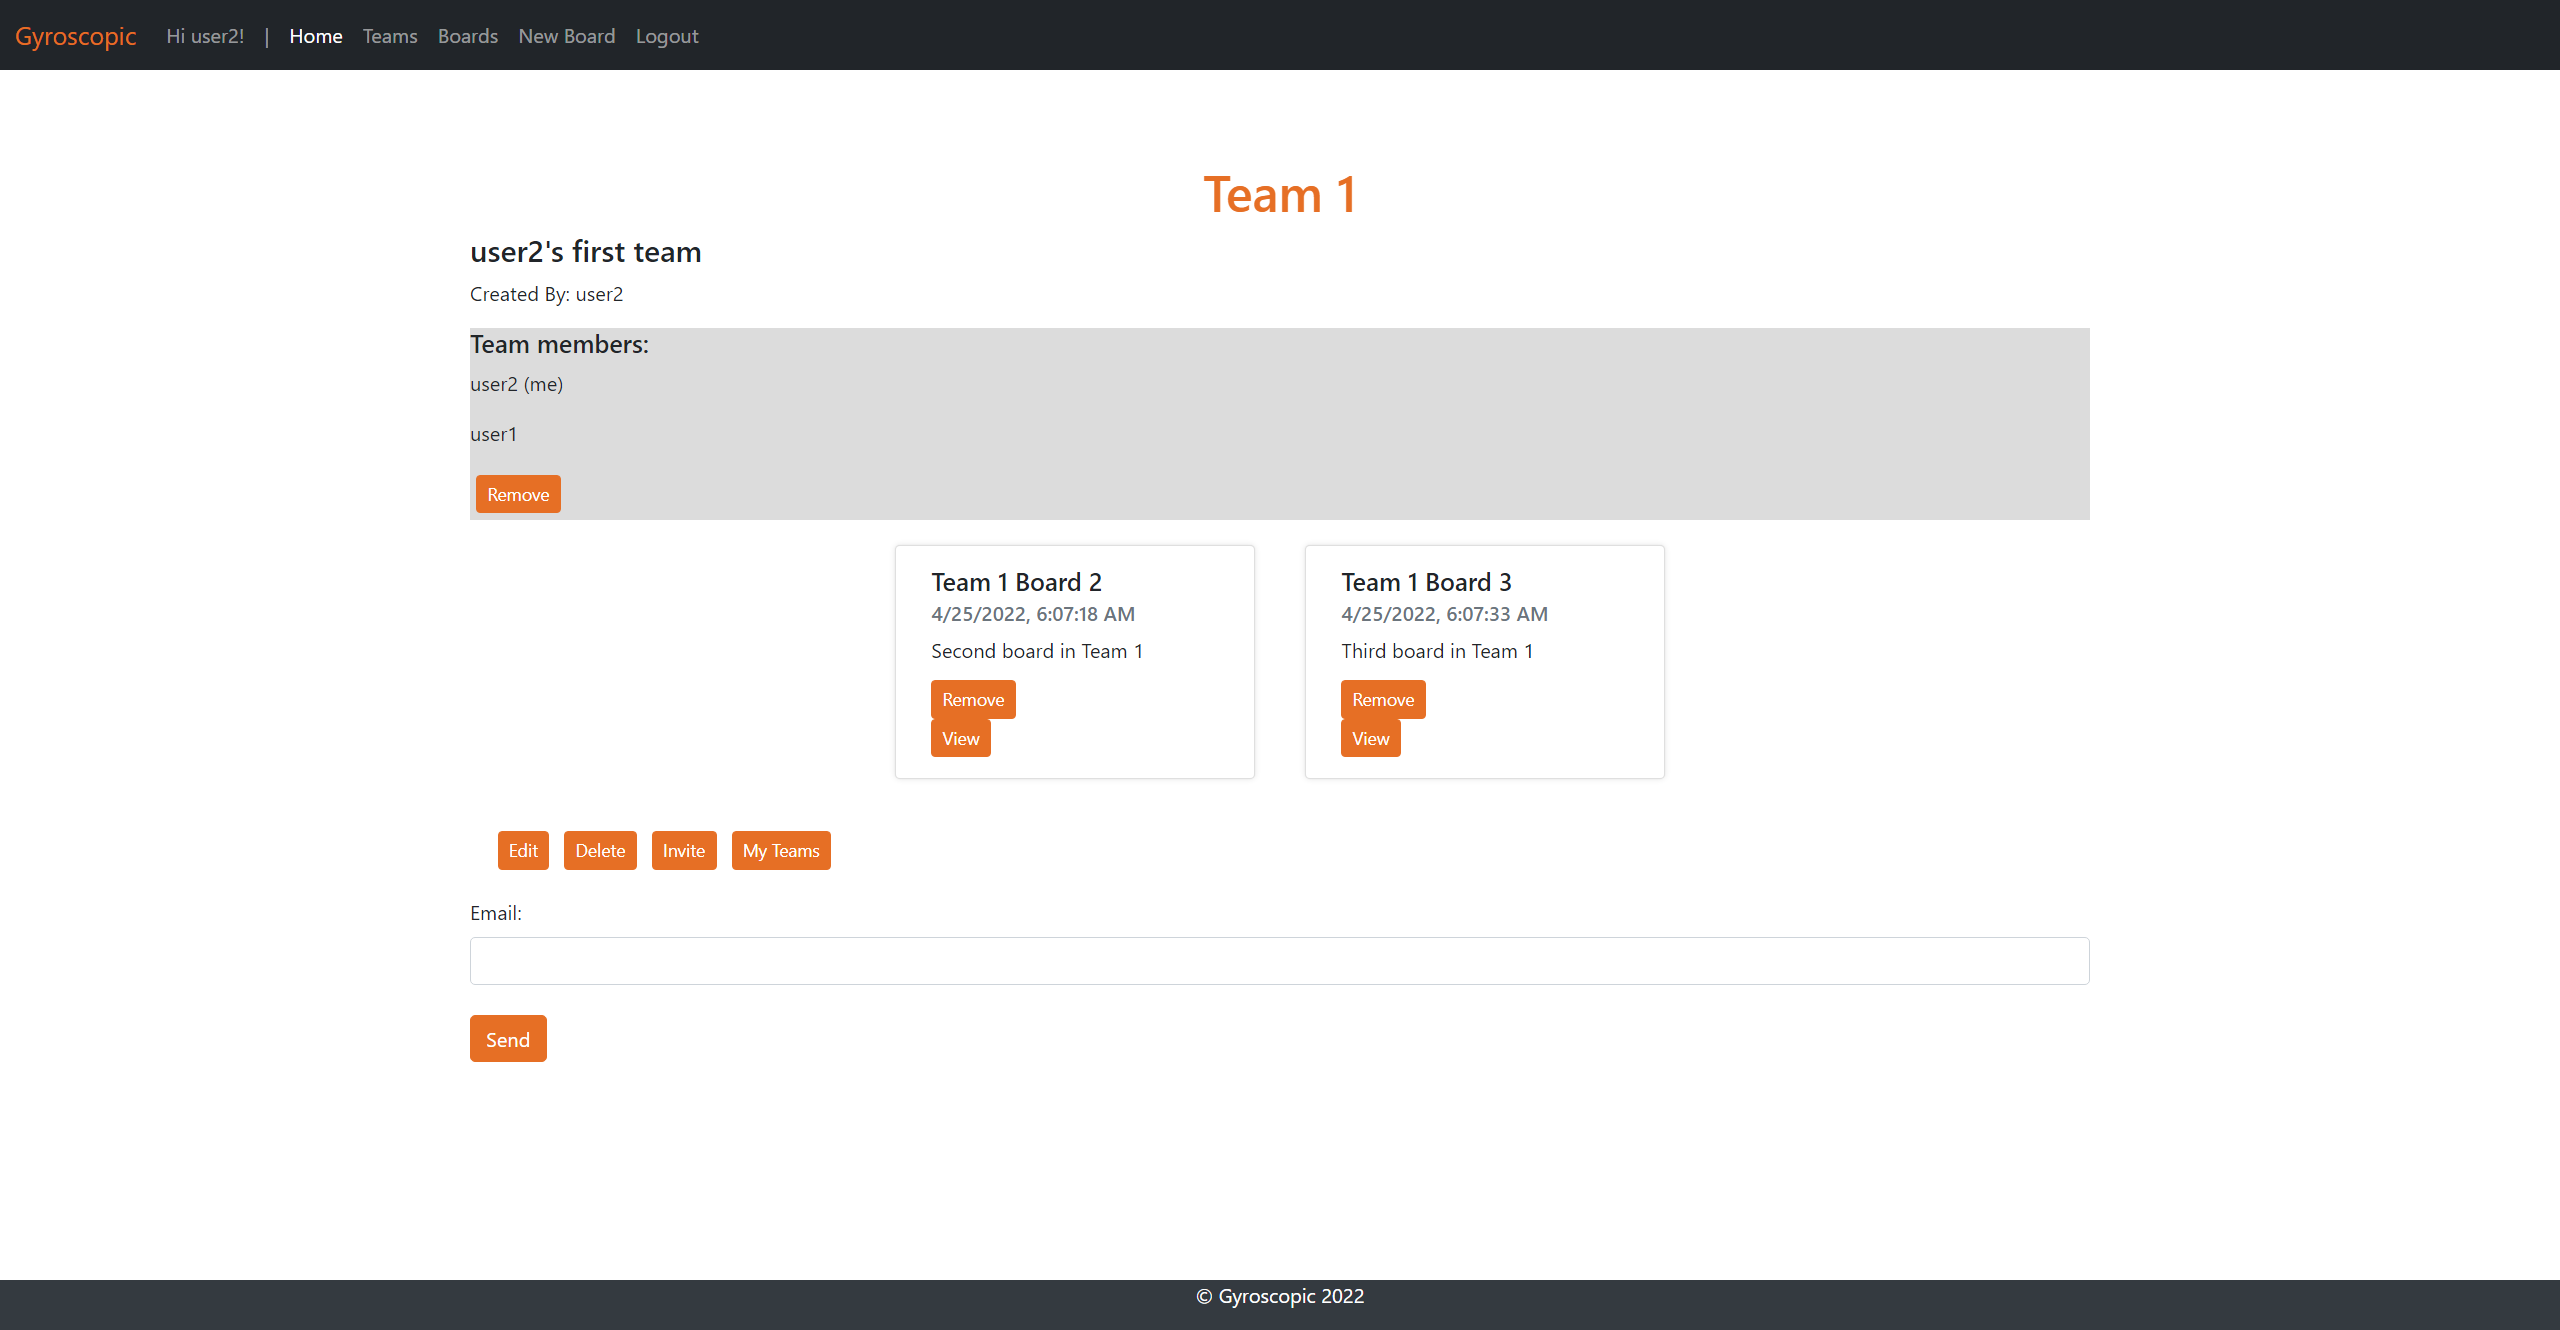 Gyroscopic Hi user2! | Home Teams Boards New Board Logout
Team 1
user2's first team
Created By: user2
Team members:
user2 (me)
user1
Remove
Team 1 Board 2
4/25/2022, 6:07:18 AM
Second board in Team 1
Remove
View
Team 1 Board 3
4/25/2022, 6:07:33 AM
Third board in Team 1
Remove
View
Edit Delete Invite My Teams
Email:
Send
© Gyroscopic 2022